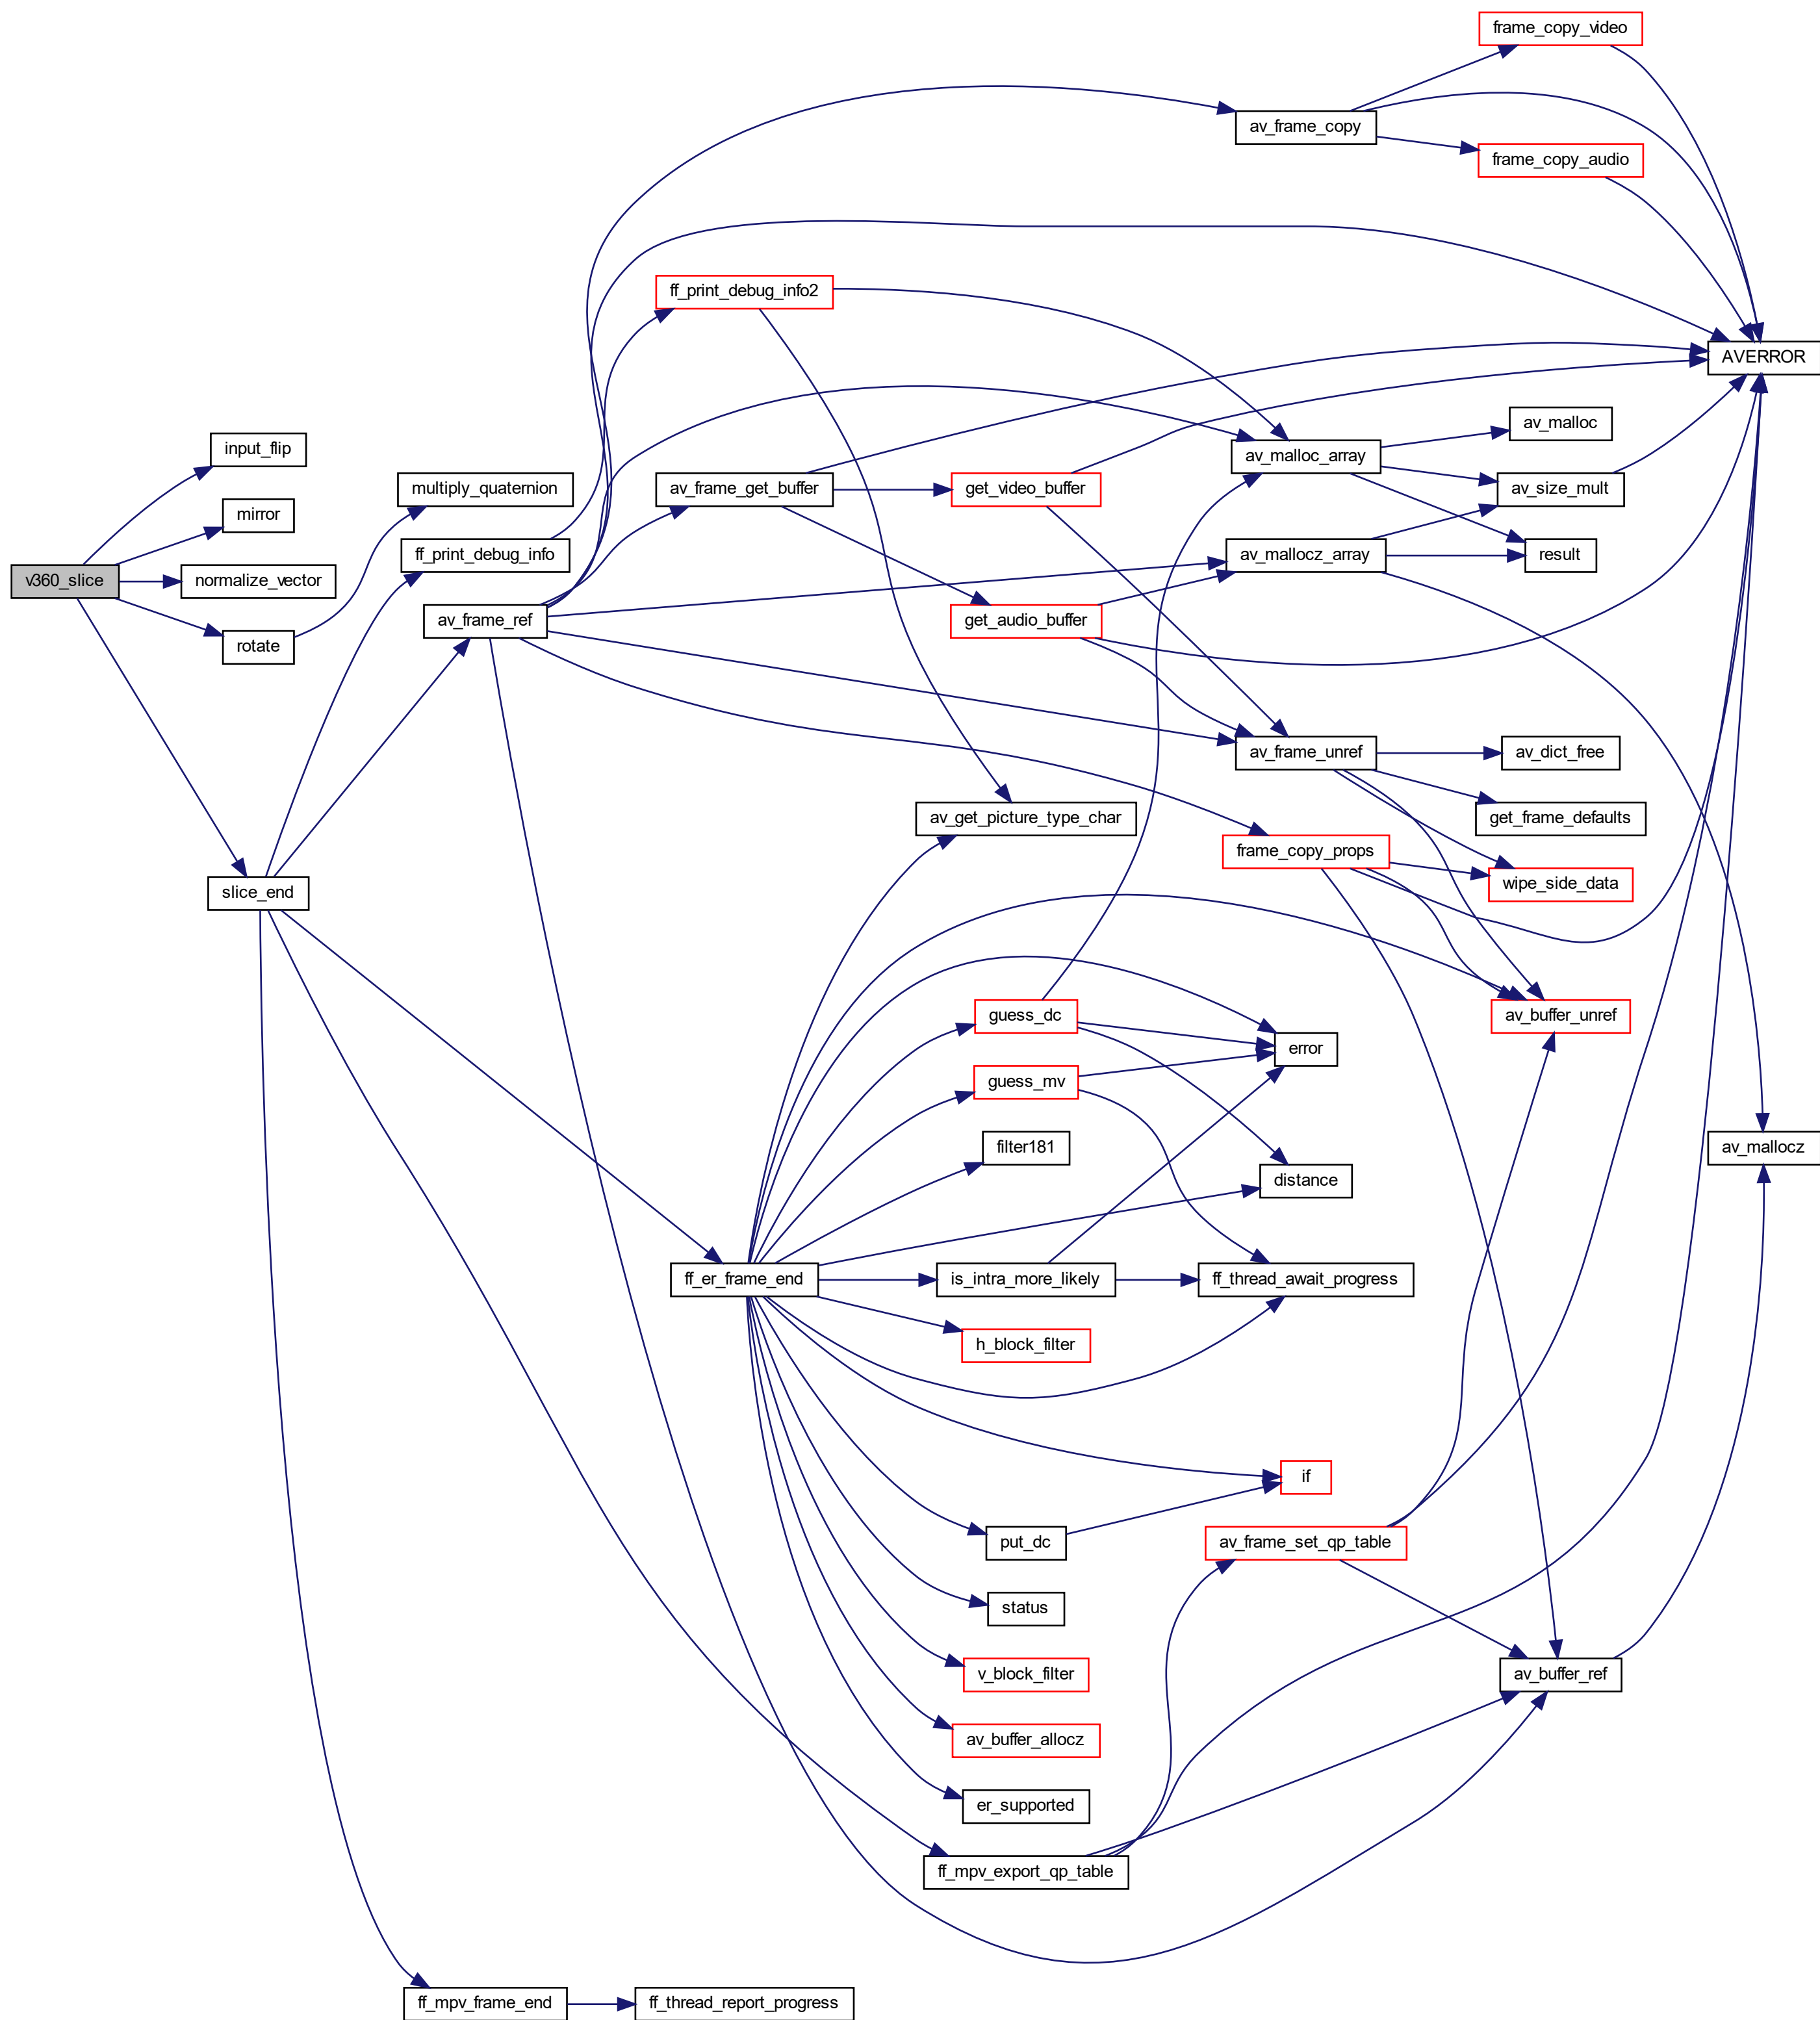 frame_copy_video
av_frame_copy
frame_copy_audio
ff_print_debug_info2
AVERROR
av_malloc
input_flip
av_malloc_array
multiply_quaternion
av_frame_get_buffer
get_video_buffer
av_size_mult
mirror
ff_print_debug_info
av_mallocz_array
result
v360_slice
normalize_vector
av_frame_ref
get_audio_buffer
rotate
av_frame_unref
av_dict_free
av_get_picture_type_char
get_frame_defaults
frame_copy_props
wipe_side_data
slice_end
guess_dc
av_buffer_unref
error
guess_mv
filter181
av_mallocz
distance
ff_er_frame_end
is_intra_more_likely
ff_thread_await_progress
h_block_filter
if
put_dc
av_frame_set_qp_table
status
v_block_filter
av_buffer_ref
av_buffer_allocz
er_supported
ff_mpv_export_qp_table
ff_mpv_frame_end
ff_thread_report_progress